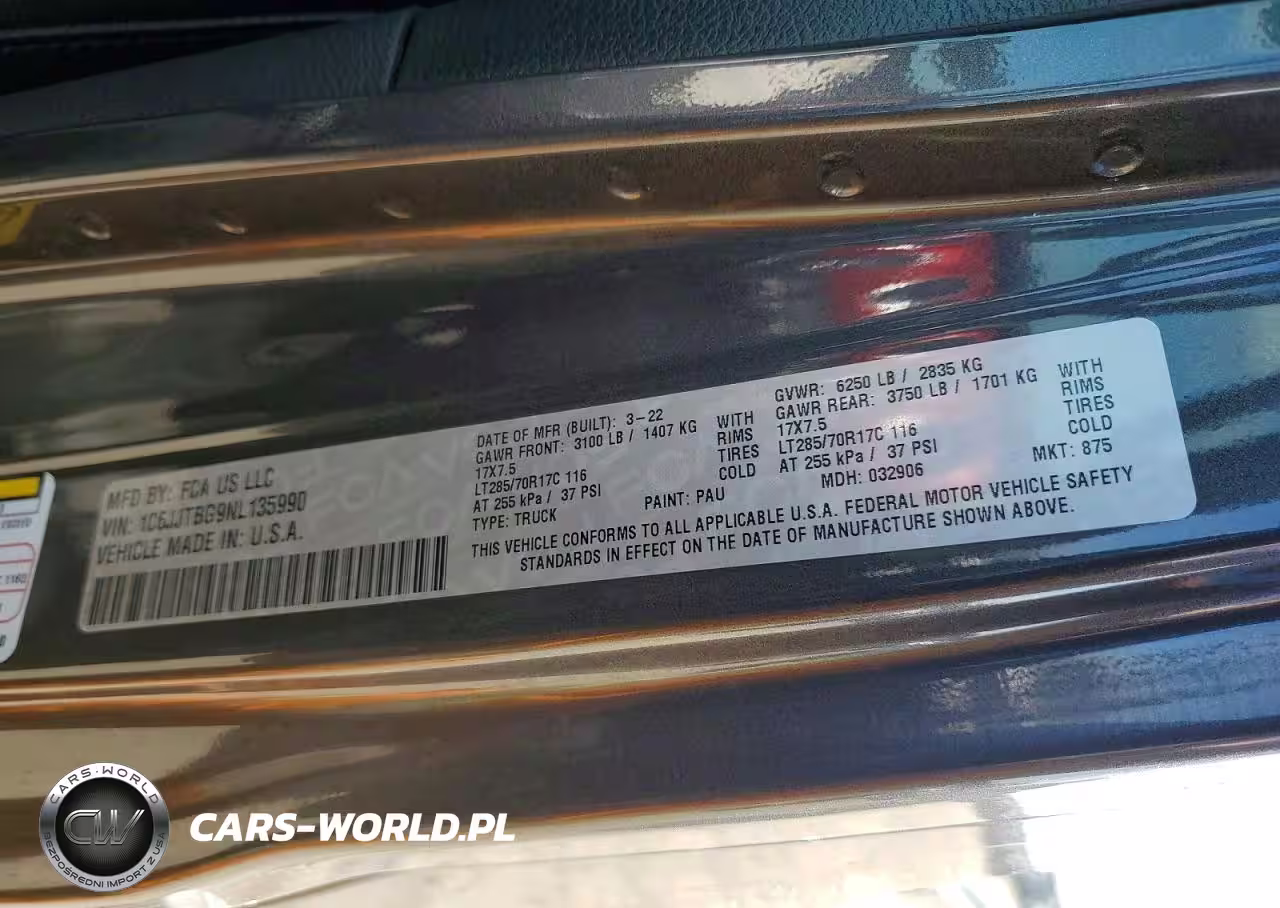 MFD BY: FCA US LLC
VIN: 1C6JJTBG9NL135990
VEHICLE MADE IN: U.S.A.
DATE OF MFR (BUILT): 3-22
GAWR FRONT: 3100 LB / 1407 KG WITH
17X7.5 RIMS
LT285/70R17C 116 TIRES
AT 255 kPa / 37 PSI COLD
TYPE: TRUCK PAINT: PAU
GVWR: 6250 LB / 2835 KG
GAWR REAR: 3750 LB / 1701 KG WITH
17X7.5 RIMS
LT285/70R17C 116 TIRES
AT 255 kPa / 37 PSI COLD
MDH: 032906 MKT: 875
THIS VEHICLE CONFORMS TO ALL APPLICABLE U.S.A. FEDERAL MOTOR VEHICLE SAFETY
STANDARDS IN EFFECT ON THE DATE OF MANUFACTURE SHOWN ABOVE.
CARS-WORLD
CW
BEZPOŚREDNI IMPORT Z USA
CARS-WORLD.PL